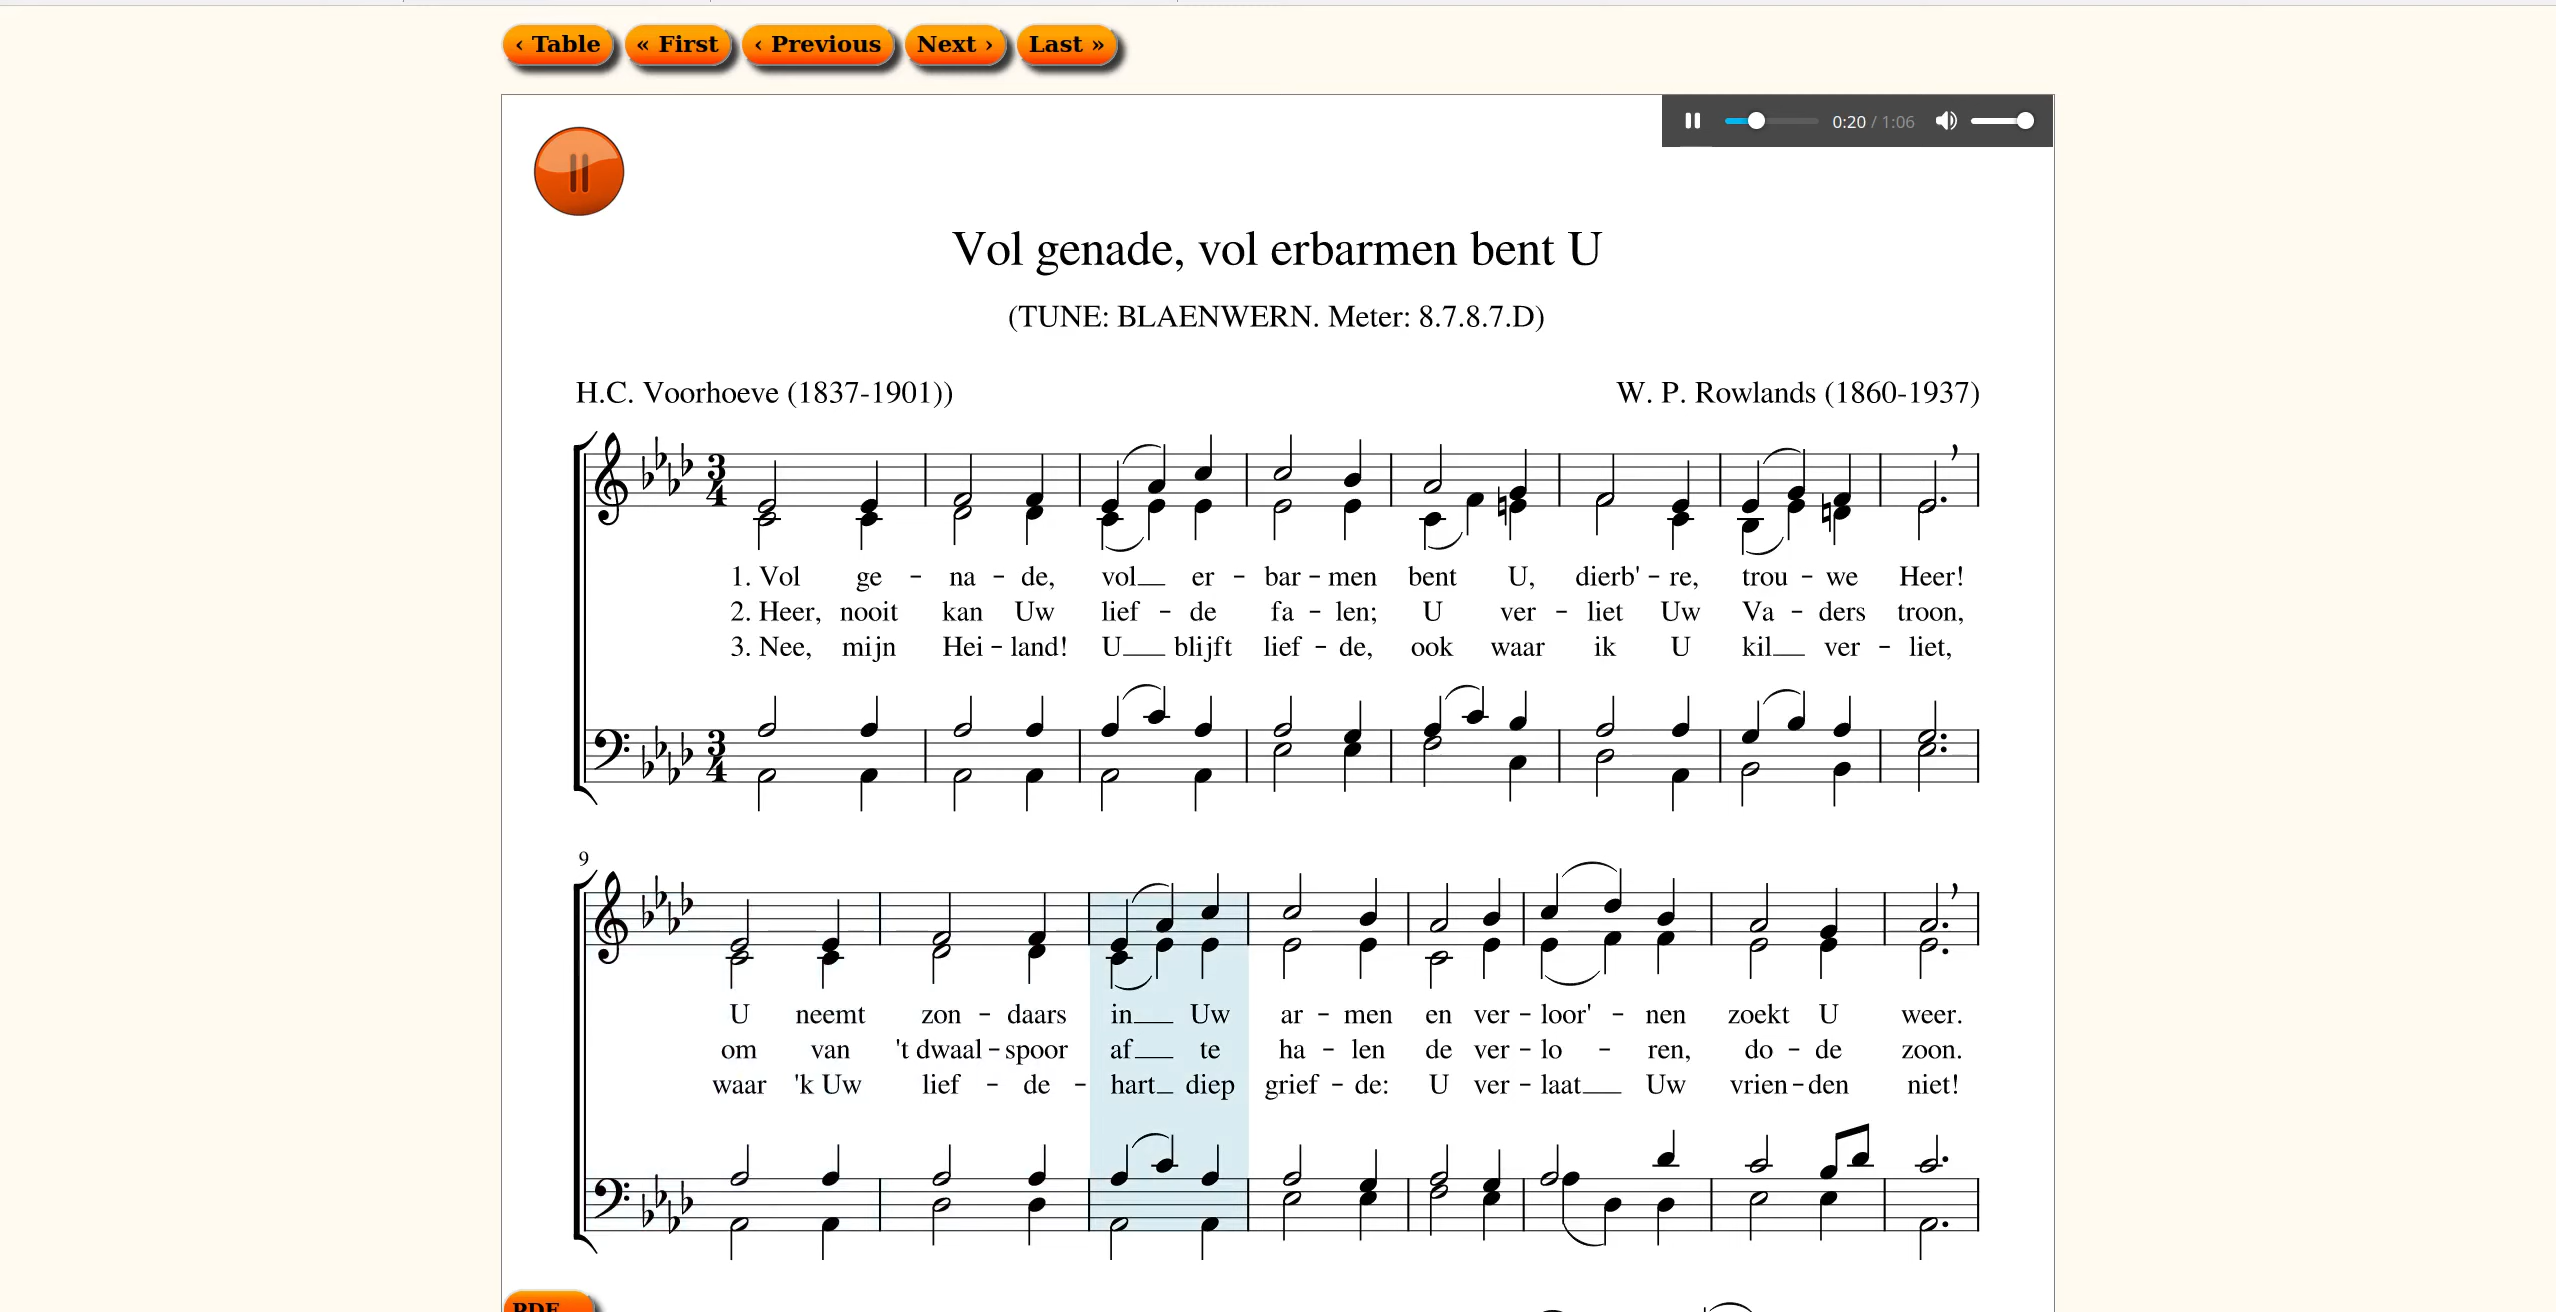 ‹ Table « First ‹ Previous Next › Last »
0:20 / 1:06
Vol genade, vol erbarmen bent U
(TUNE: BLAENWERN. Meter: 8.7.8.7.D)
H.C. Voorhoeve (1837-1901)) W. P. Rowlands (1860-1937)
3
4
1. Vol ge - na - de, vol er - bar - men bent U, dierb' - re, trou - we Heer!
2. Heer, nooit kan Uw lief - de fa - len; U ver - liet Uw Va - ders troon,
3. Nee, mijn Hei - land! U blijft lief - de, ook waar ik U kil ver - liet,
3
4
9
U neemt zon - daars in Uw ar - men en ver - loor' - nen zoekt U weer.
om van 't dwaal - spoor af te ha - len de ver - lo - ren, do - de zoon.
waar 'k Uw lief - de - hart diep grief - de: U ver - laat Uw vrien - den niet!
PDF